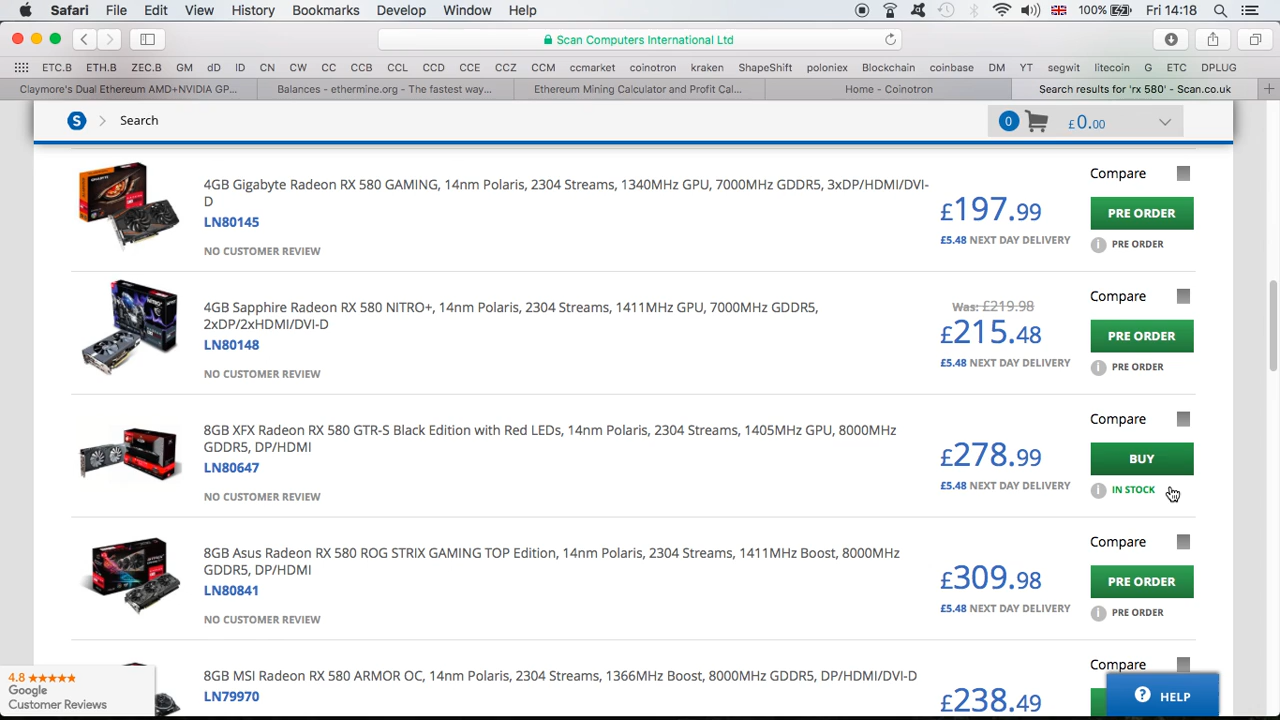 Safari File Edit View History Bookmarks Develop Window Help 100% Fri 14:18
Scan Computers International Ltd
ETC.B ETH.B ZEC.B GM dD ID CN CW CC CCB CCL CCD CCE CCZ CCM ccmarket coinotron kraken ShapeShift poloniex Blockchain coinbase DM YT segwit litecoin G ETC DPLUG
Claymore's Dual Ethereum AMD+NVIDIA GP... Balances - ethermine.org - The fastest way... Ethereum Mining Calculator and Profit Cal... Home - Coinotron Search results for 'rx 580' - Scan.co.uk +
S Search 0 £0.00
4GB Gigabyte Radeon RX 580 GAMING, 14nm Polaris, 2304 Streams, 1340MHz GPU, 7000MHz GDDR5, 3xDP/HDMI/DVI-
D
LN80145
NO CUSTOMER REVIEW
£197.99
£5.48 NEXT DAY DELIVERY
Compare
PRE ORDER
i PRE ORDER
4GB Sapphire Radeon RX 580 NITRO+, 14nm Polaris, 2304 Streams, 1411MHz GPU, 7000MHz GDDR5,
2xDP/2xHDMI/DVI-D
LN80148
NO CUSTOMER REVIEW
Was: £219.98
£215.48
£5.48 NEXT DAY DELIVERY
Compare
PRE ORDER
i PRE ORDER
8GB XFX Radeon RX 580 GTR-S Black Edition with Red LEDs, 14nm Polaris, 2304 Streams, 1405MHz GPU, 8000MHz
GDDR5, DP/HDMI
LN80647
NO CUSTOMER REVIEW
£278.99
£5.48 NEXT DAY DELIVERY
Compare
BUY
i IN STOCK
8GB Asus Radeon RX 580 ROG STRIX GAMING TOP Edition, 14nm Polaris, 2304 Streams, 1411MHz Boost, 8000MHz
GDDR5, DP/HDMI
LN80841
NO CUSTOMER REVIEW
£309.98
£5.48 NEXT DAY DELIVERY
Compare
PRE ORDER
i PRE ORDER
8GB MSI Radeon RX 580 ARMOR OC, 14nm Polaris, 2304 Streams, 1366MHz Boost, 8000MHz GDDR5, DP/HDMI/DVI-D
LN79970
£238.49
Compare
4.8
Google
Customer Reviews
? HELP